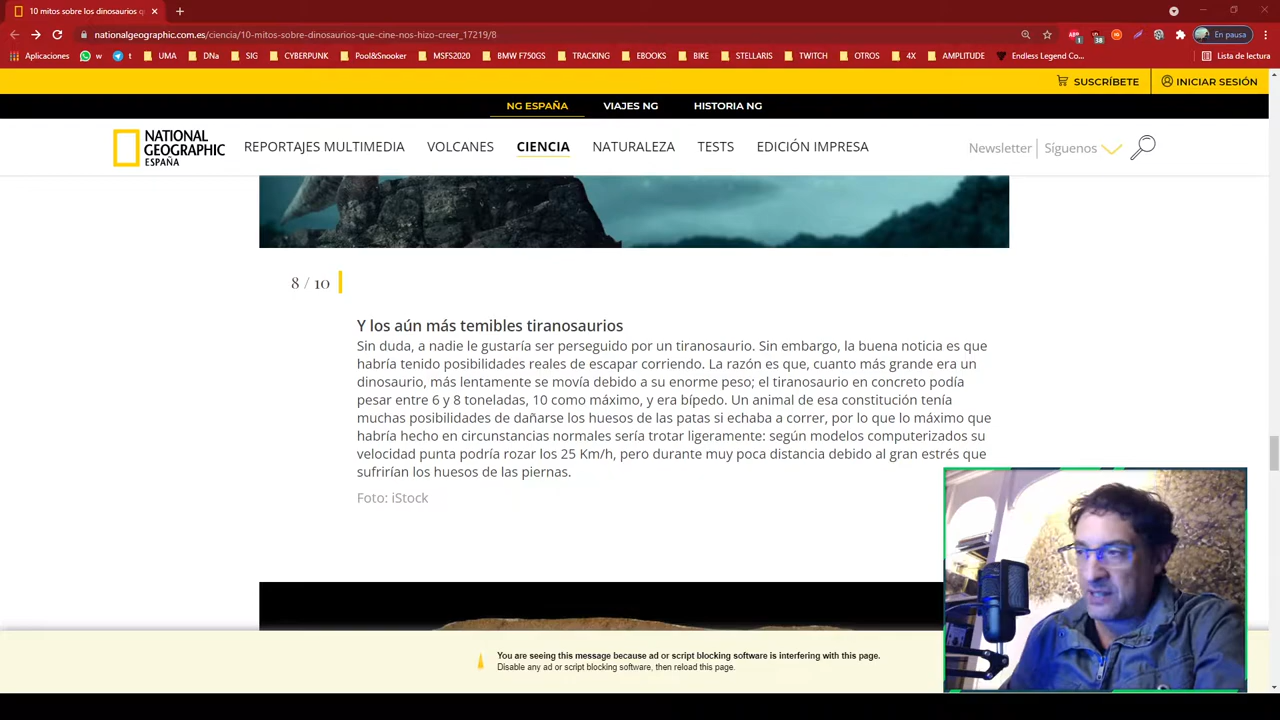 10 mitos sobre los dinosaurios q
nationalgeographic.com.es/ciencia/10-mitos-sobre-dinosaurios-que-cine-nos-hizo-creer_17219/8
1
38
En pausa
Aplicaciones w t UMA DNa SIG CYBERPUNK Pool&Snooker MSFS2020 BMW F750GS TRACKING EBOOKS BIKE STELLARIS TWITCH OTROS 4X AMPLITUDE Endless Legend Co... Lista de lectura
SUSCRÍBETE INICIAR SESIÓN
NG ESPAÑA VIAJES NG HISTORIA NG
NATIONAL
GEOGRAPHIC
ESPAÑA
REPORTAJES MULTIMEDIA VOLCANES CIENCIA NATURALEZA TESTS EDICIÓN IMPRESA Newsletter Síguenos
8 / 10
Y los aún más temibles tiranosaurios
Sin duda, a nadie le gustaría ser perseguido por un tiranosaurio. Sin embargo, la buena noticia es que
habría tenido posibilidades reales de escapar corriendo. La razón es que, cuanto más grande era un
dinosaurio, más lentamente se movía debido a su enorme peso; el tiranosaurio en concreto podía
pesar entre 6 y 8 toneladas, 10 como máximo, y era bípedo. Un animal de esa constitución tenía
muchas posibilidades de dañarse los huesos de las patas si echaba a correr, por lo que lo máximo que
habría hecho en circunstancias normales sería trotar ligeramente: según modelos computerizados su
velocidad punta podría rozar los 25 Km/h, pero durante muy poca distancia debido al gran estrés que
sufrirían los huesos de las piernas.
Foto: iStock
You are seeing this message because ad or script blocking software is interfering with this page.
Disable any ad or script blocking software, then reload this page.